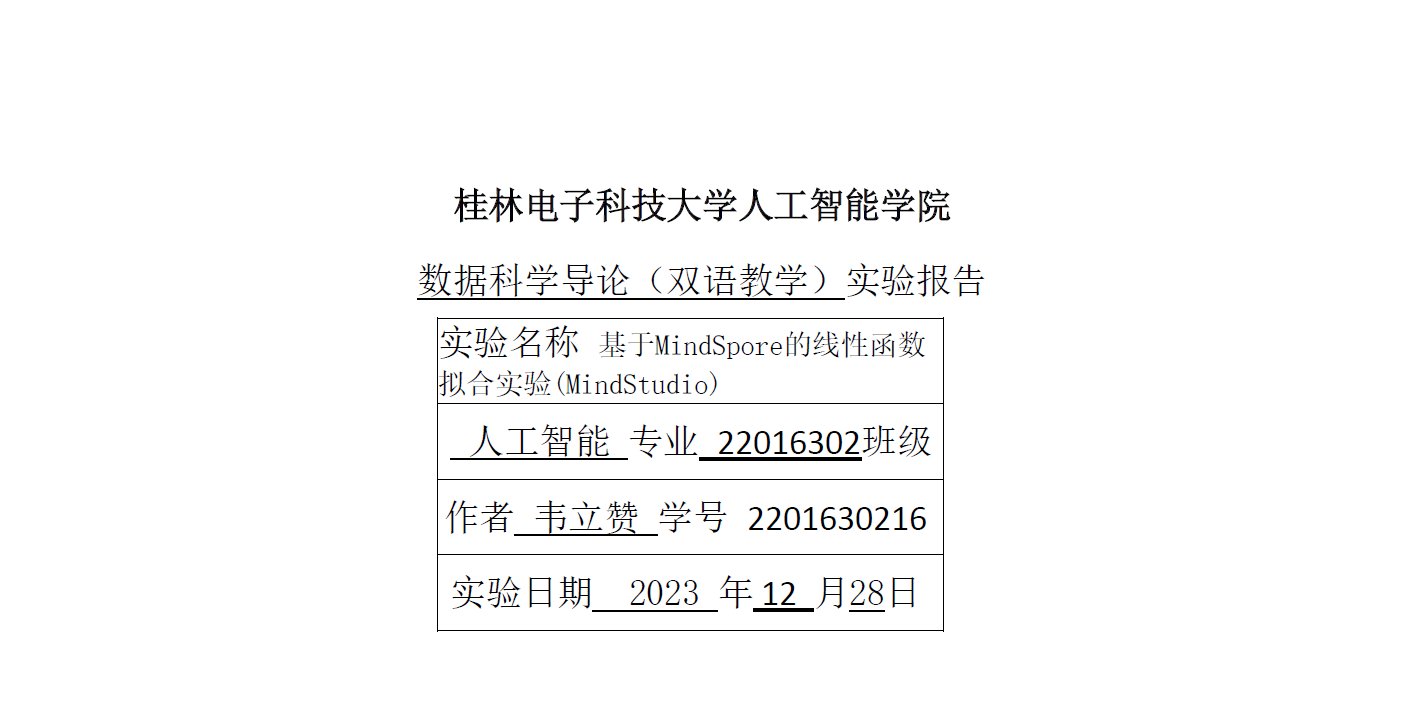 桂林电子科技大学人工智能学院
数据科学导论（双语教学）实验报告
实验名称 基于MindSpore的线性函数
拟合实验(MindStudio)
人工智能 专业 22016302班级
作者 韦立赞 学号 2201630216
实验日期 2023 年 12 月28日